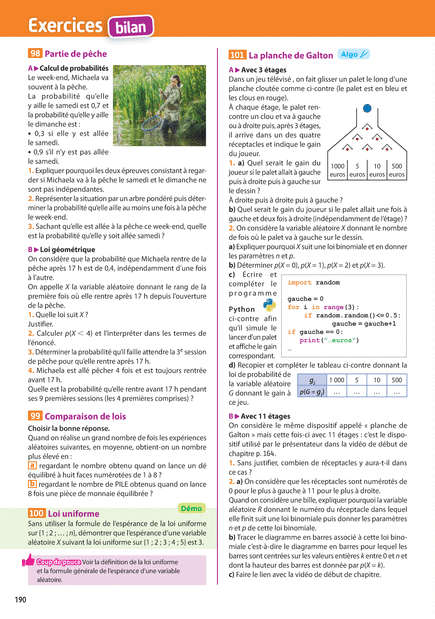 Exercices bilan
98 Partie de pêche
A ▶ Calcul de probabilités
Le week-end, Michaela va
souvent à la pêche.
La probabilité qu'elle
y aille le samedi est 0,7 et
la probabilité qu'elle y aille
le dimanche est :
• 0,3 si elle y est allée
le samedi.
• 0,9 s'il n'y est pas allée
le samedi.
1. Expliquer pourquoi les deux épreuves consistant à regar-
der si Michaela va à la pêche le samedi et le dimanche ne
sont pas indépendantes.
2. Représenter la situation par un arbre pondéré puis déter-
miner la probabilité qu'elle aille au moins une fois à la pêche
le week-end.
3. Sachant qu'elle est allée à la pêche ce week-end, quelle
est la probabilité qu'elle y soit allée samedi ?
B ▶ Loi géométrique
On considère que la probabilité que Michaela rentre de la
pêche après 17 h est de 0,4, indépendamment d'une fois
à l'autre.
On appelle X la variable aléatoire donnant le rang de la
première fois où elle rentre après 17 h depuis l'ouverture
de la pêche.
1. Quelle loi suit X ?
Justifier.
2. Calculer p(X < 4) et l'interpréter dans les termes de
l'énoncé.
3. Déterminer la probabilité qu'il faille attendre la 3e session
de pêche pour qu'elle rentre après 17 h.
4. Michaela est allé pêcher 4 fois et est toujours rentrée
avant 17 h.
Quelle est la probabilité qu'elle rentre avant 17 h pendant
ses 9 premières sessions (les 4 premières comprises) ?
99 Comparaison de lois
Choisir la bonne réponse.
Quand on réalise un grand nombre de fois les expériences
aléatoires suivantes, en moyenne, obtient-on un nombre
plus élevé en :
a regardant le nombre obtenu quand on lance un dé
équilibré à huit faces numérotées de 1 à 8 ?
b regardant le nombre de PILE obtenu quand on lance
8 fois une pièce de monnaie équilibrée ?
100 Loi uniforme Démo
Sans utiliser la formule de l'espérance de la loi uniforme
sur {1 ; 2 ; … ; n}, démontrer que l'espérance d'une variable
aléatoire X suivant la loi uniforme sur {1 ; 2 ; 3 ; 4 ; 5} est 3.
Coup de pouce Voir la définition de la loi uniforme
et la formule générale de l'espérance d'une variable
aléatoire.
190
101 La planche de Galton Algo
A ▶ Avec 3 étages
Dans un jeu télévisé , on fait glisser un palet le long d'une
planche cloutée comme ci-contre (le palet est en bleu et
les clous en rouge).
À chaque étage, le palet ren-
contre un clou et va à gauche
ou à droite puis, après 3 étages,
il arrive dans un des quatre
réceptacles et indique le gain
du joueur.
1000 5 10 500
euros euros euros euros
1. a) Quel serait le gain du
joueur si le palet allait à gauche
puis à droite puis à gauche sur
le dessin ?
À droite puis à droite puis à gauche ?
b) Quel serait le gain du joueur si le palet allait une fois à
gauche et deux fois à droite (indépendamment de l'étage) ?
2. On considère la variable aléatoire X donnant le nombre
de fois où le palet va à gauche sur le dessin.
a) Expliquer pourquoi X suit une loi binomiale et en donner
les paramètres n et p.
b) Déterminer p(X = 0), p(X = 1), p(X = 2) et p(X = 3).
c) Écrire et
compléter le
programme
Python
ci-contre afin
qu'il simule le
lancer d'un palet
et affiche le gain
correspondant.
import random
gauche = 0
for i in range(3):
if random.random()<=0.5:
gauche = gauche+1
if gauche == 0:
print("…euros")
…
d) Recopier et compléter le tableau ci-contre donnant la
loi de probabilité de
la variable aléatoire
G donnant le gain à
ce jeu.
gi 1 000 5 10 500
p(G = gi) … … … …
B ▶ Avec 11 étages
On considère le même dispositif appelé « planche de
Galton » mais cette fois-ci avec 11 étages : c'est le dispo-
sitif utilisé par le présentateur dans la vidéo de début de
chapitre p. 164.
1. Sans justifier, combien de réceptacles y aura-t-il dans
ce cas ?
2. a) On considère que les réceptacles sont numérotés de
0 pour le plus à gauche à 11 pour le plus à droite.
Quand on considère une bille, expliquer pourquoi la variable
aléatoire R donnant le numéro du réceptacle dans lequel
elle finit suit une loi binomiale puis donner les paramètres
n et p de cette loi binomiale.
b) Tracer le diagramme en barres associé à cette loi bino-
miale c'est-à-dire le diagramme en barres pour lequel les
barres sont centrées sur les valeurs entières k entre 0 et n et
dont la hauteur des barres est donnée par p(X = k).
c) Faire le lien avec la vidéo de début de chapitre.